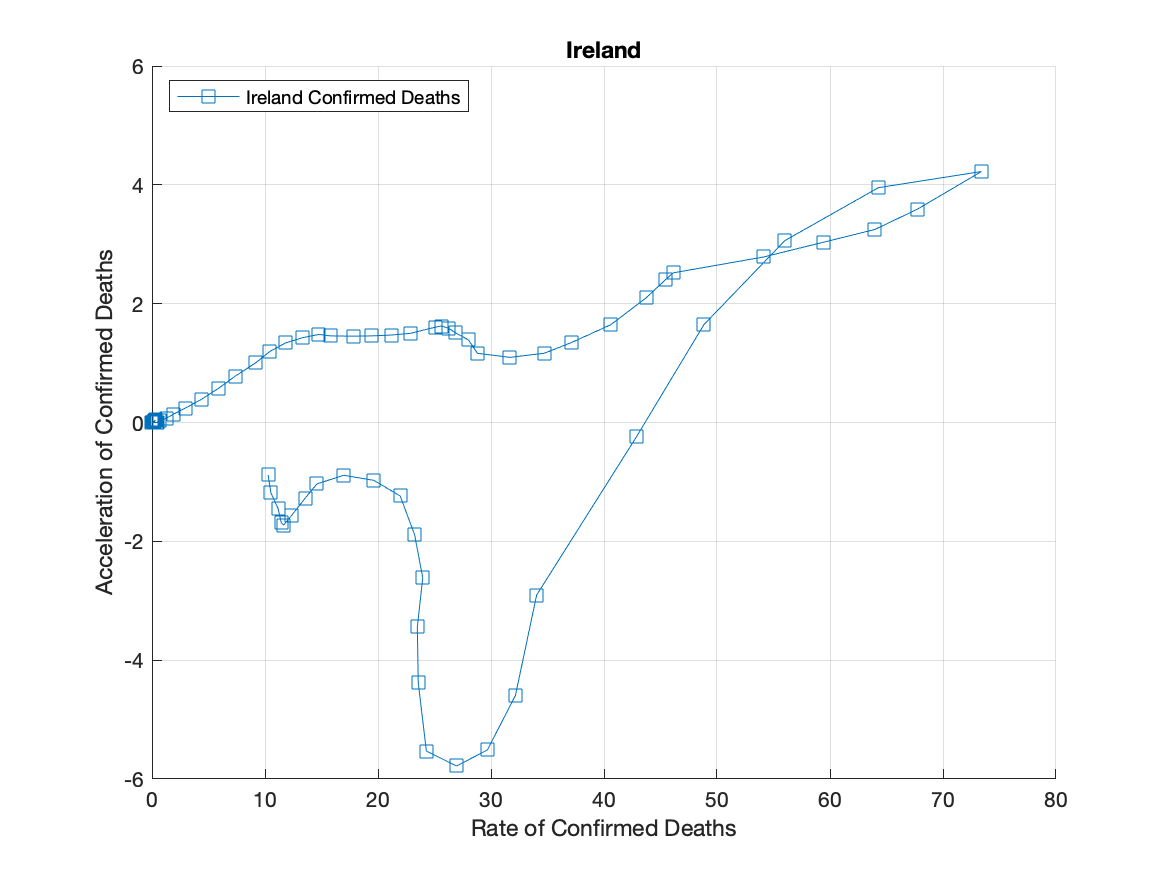 Ireland
Ireland Confirmed Deaths
6
4
2
0
-2
-4
-6
Acceleration of Confirmed Deaths
0 10 20 30 40 50 60 70 80
Rate of Confirmed Deaths